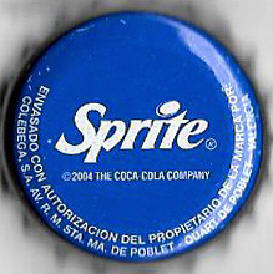 Sprite®
©2004 THE COCA-COLA COMPANY
ENVASADO CON AUTORIZACION DEL PROPIETARIO DE LA MARCA POR:
COLEBEGA, S.A. AV. R. M. STA. MA. DE POBLET - QUART DE POBLET - VALENCIA